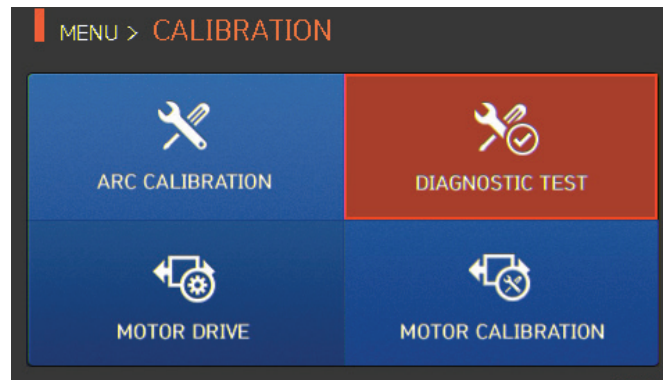 MENU > CALIBRATION
ARC CALIBRATION
DIAGNOSTIC TEST
MOTOR DRIVE
MOTOR CALIBRATION